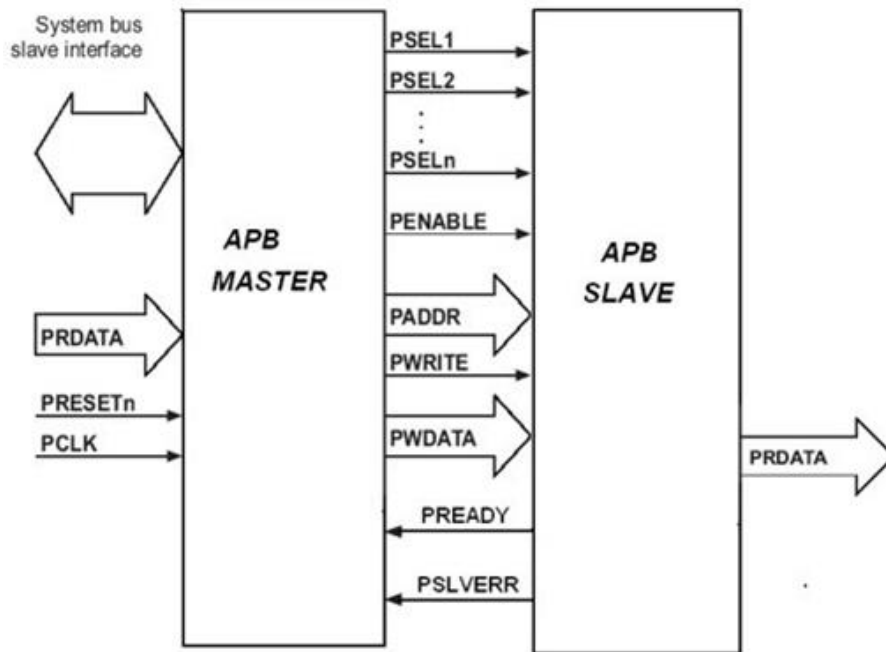 System bus
slave interface
PSEL1
PSEL2
PSELn
PENABLE
APB
MASTER
APB
SLAVE
PADDR
PRDATA
PWRITE
PRESETn
PCLK
PWDATA
PRDATA
PREADY
PSLVERR